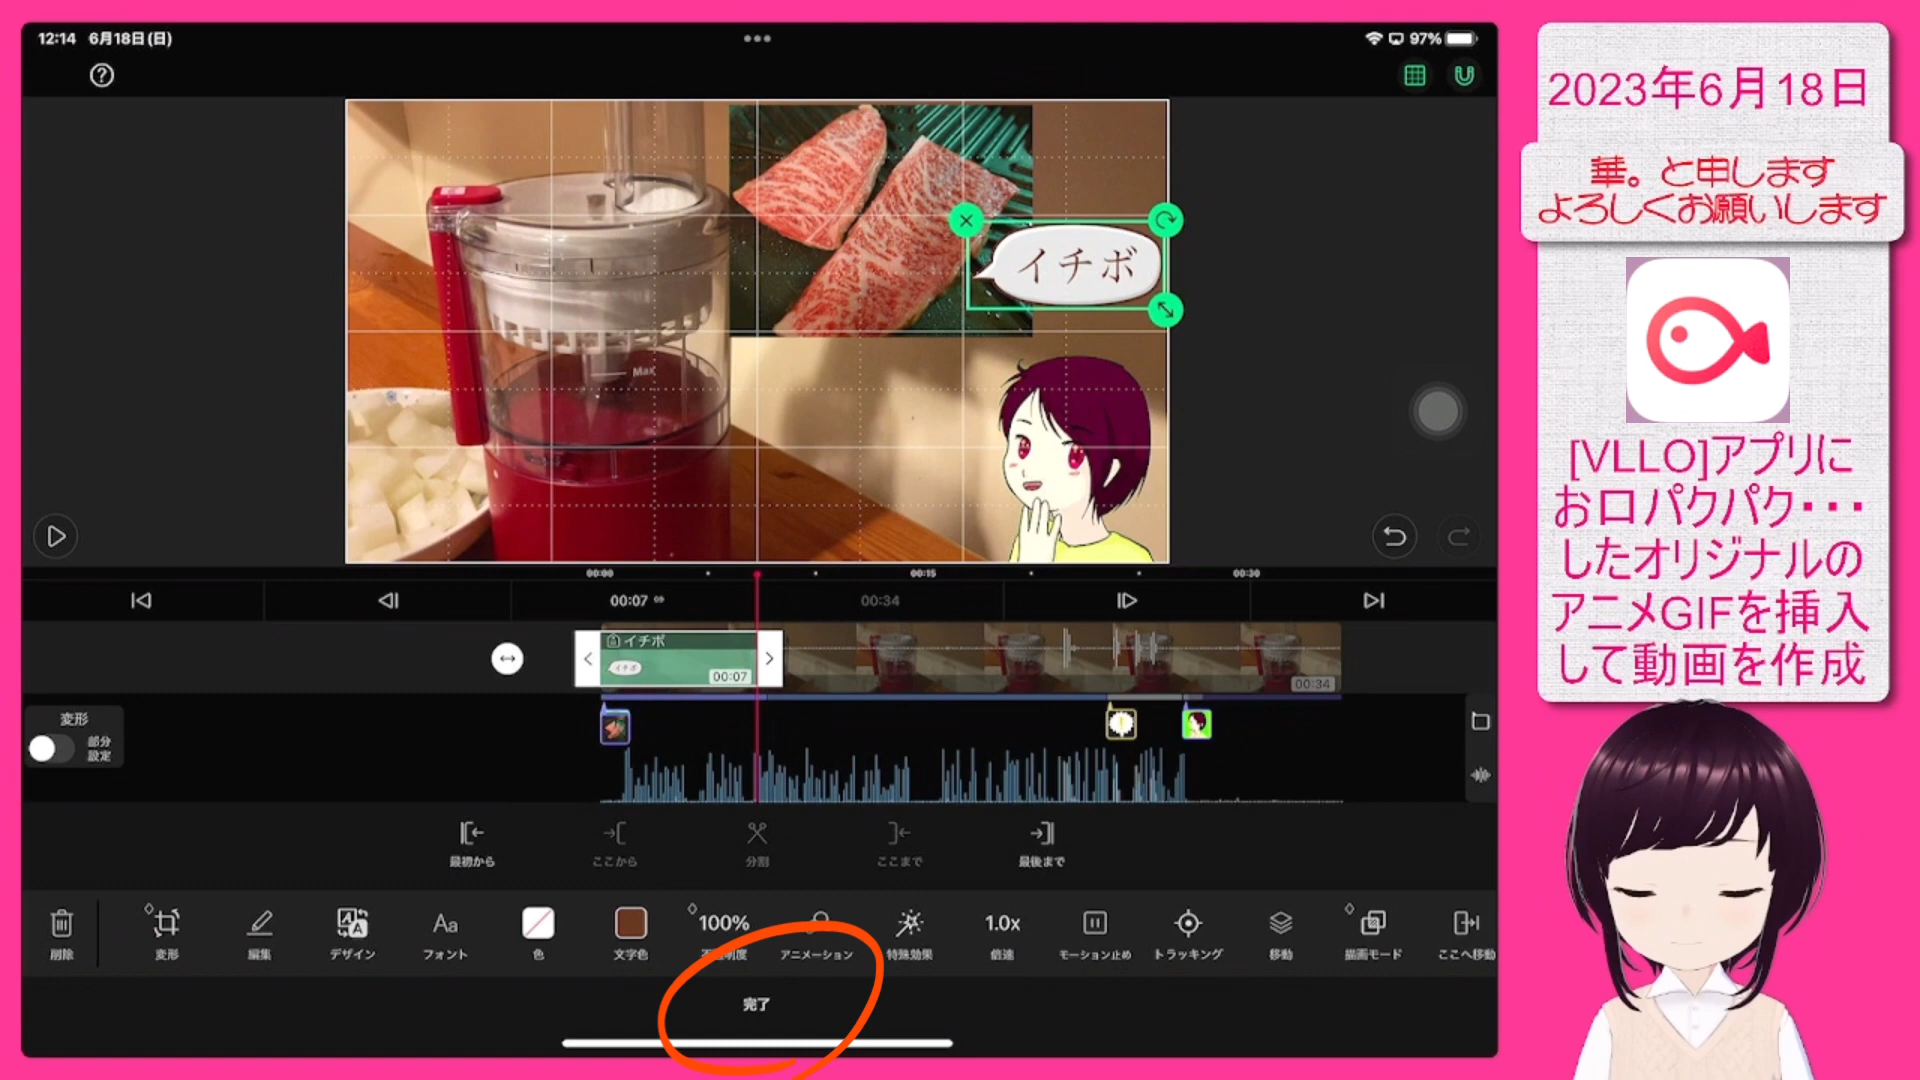 12:14 6月18日(日)
97%
2023年6月18日
華。と申します
よろしくお願いします
[VLLO]アプリに
お口パクパク・・・
したオリジナルの
アニメGIFを挿入
して動画を作成
イチボ
Max
00:00
00:15
00:30
00:07
00:34
イチボ
イチボ
00:07
00:34
変形
部分
設定
最初から
ここから
分割
ここまで
最後まで
100%
1.0x
削除
変形
編集
デザイン
Aa
フォント
色
文字色
不透明度
アニメーション
特殊効果
倍速
モーション止め
トラッキング
移動
描画モード
ここへ移動
完了